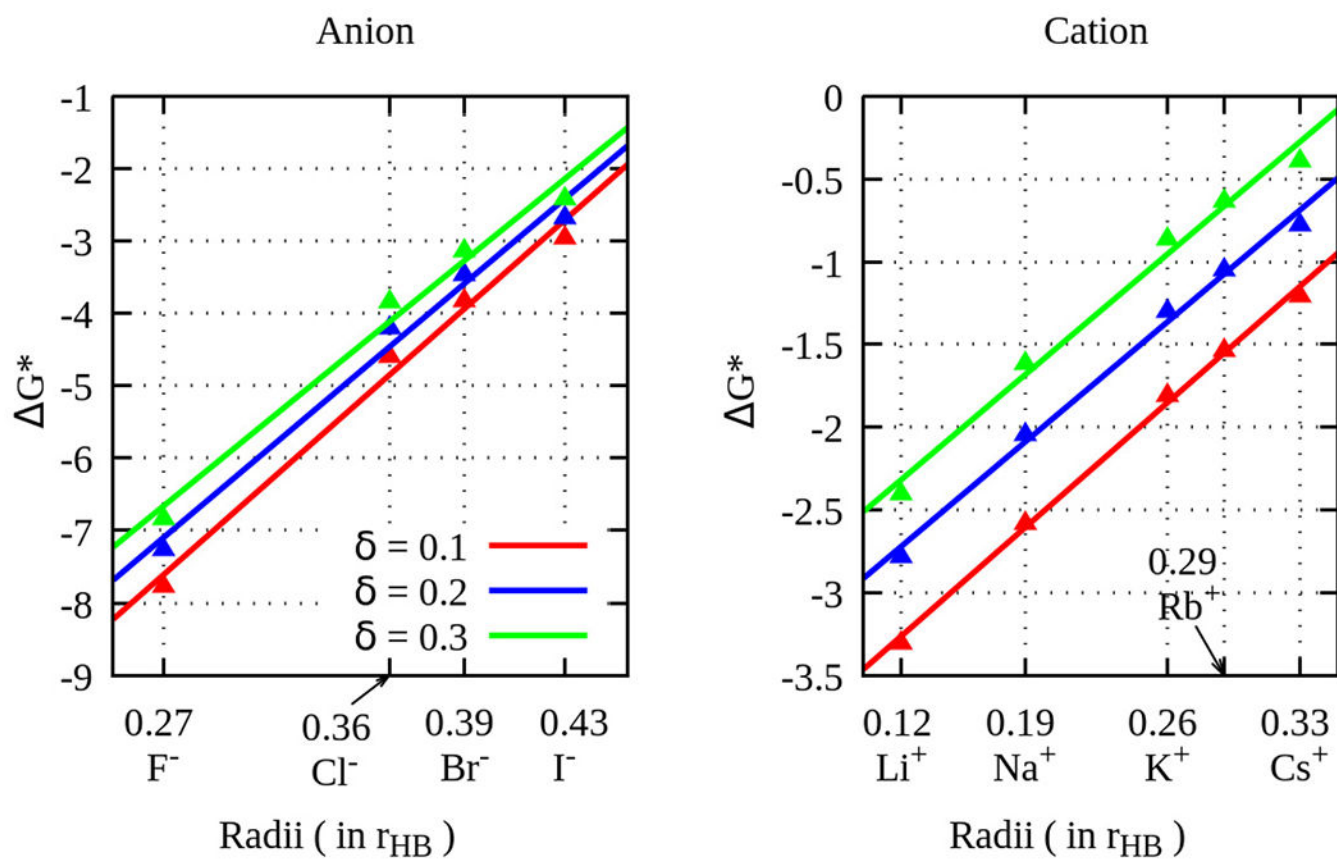 Anion
-1
-2
-3
-4
-5
-6
-7
-8
-9
ΔG*
δ = 0.1
δ = 0.2
δ = 0.3
0.27
0.36
0.39
0.43
F-
Cl-
Br-
I-
Radii ( in rHB )
Cation
0
-0.5
-1
-1.5
-2
-2.5
-3
-3.5
ΔG*
0.29
Rb+
0.12
0.19
0.26
0.33
Li+
Na+
K+
Cs+
Radii ( in rHB )